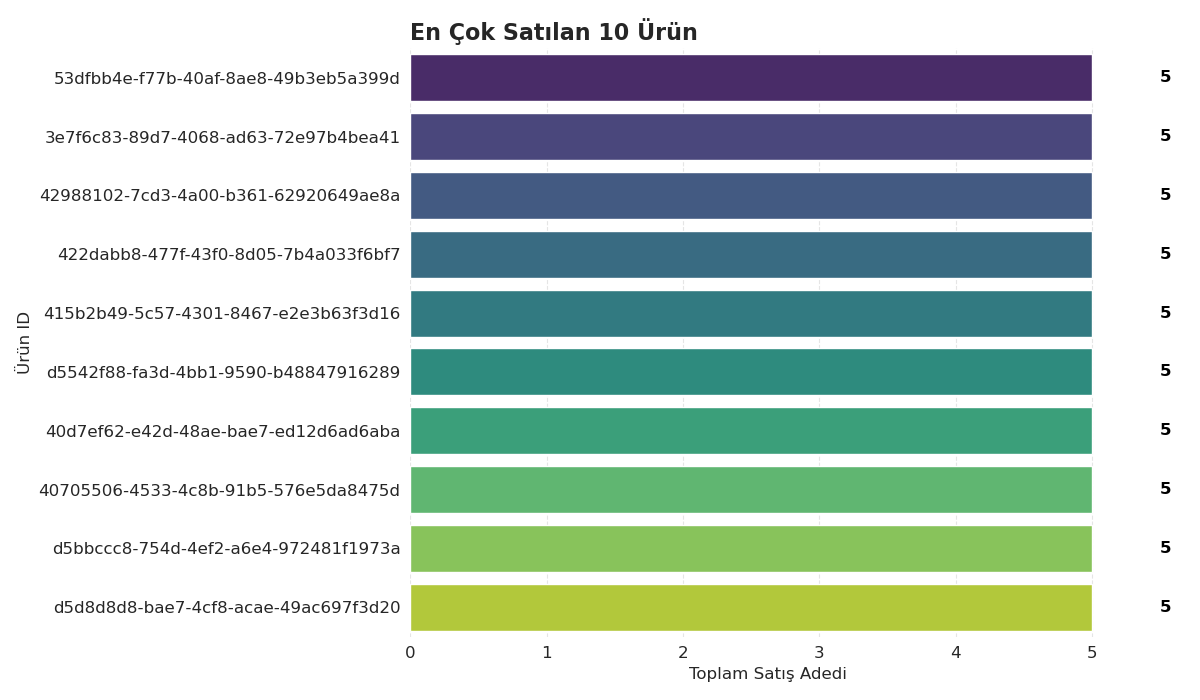 En Çok Satılan 10 Ürün
53dfbb4e-f77b-40af-8ae8-49b3eb5a399d 5
3e7f6c83-89d7-4068-ad63-72e97b4bea41 5
42988102-7cd3-4a00-b361-62920649ae8a 5
422dabb8-477f-43f0-8d05-7b4a033f6bf7 5
415b2b49-5c57-4301-8467-e2e3b63f3d16 5
d5542f88-fa3d-4bb1-9590-b48847916289 5
40d7ef62-e42d-48ae-bae7-ed12d6ad6aba 5
40705506-4533-4c8b-91b5-576e5da8475d 5
d5bbccc8-754d-4ef2-a6e4-972481f1973a 5
d5d8d8d8-bae7-4cf8-acae-49ac697f3d20 5
Ürün ID
0 1 2 3 4 5
Toplam Satış Adedi